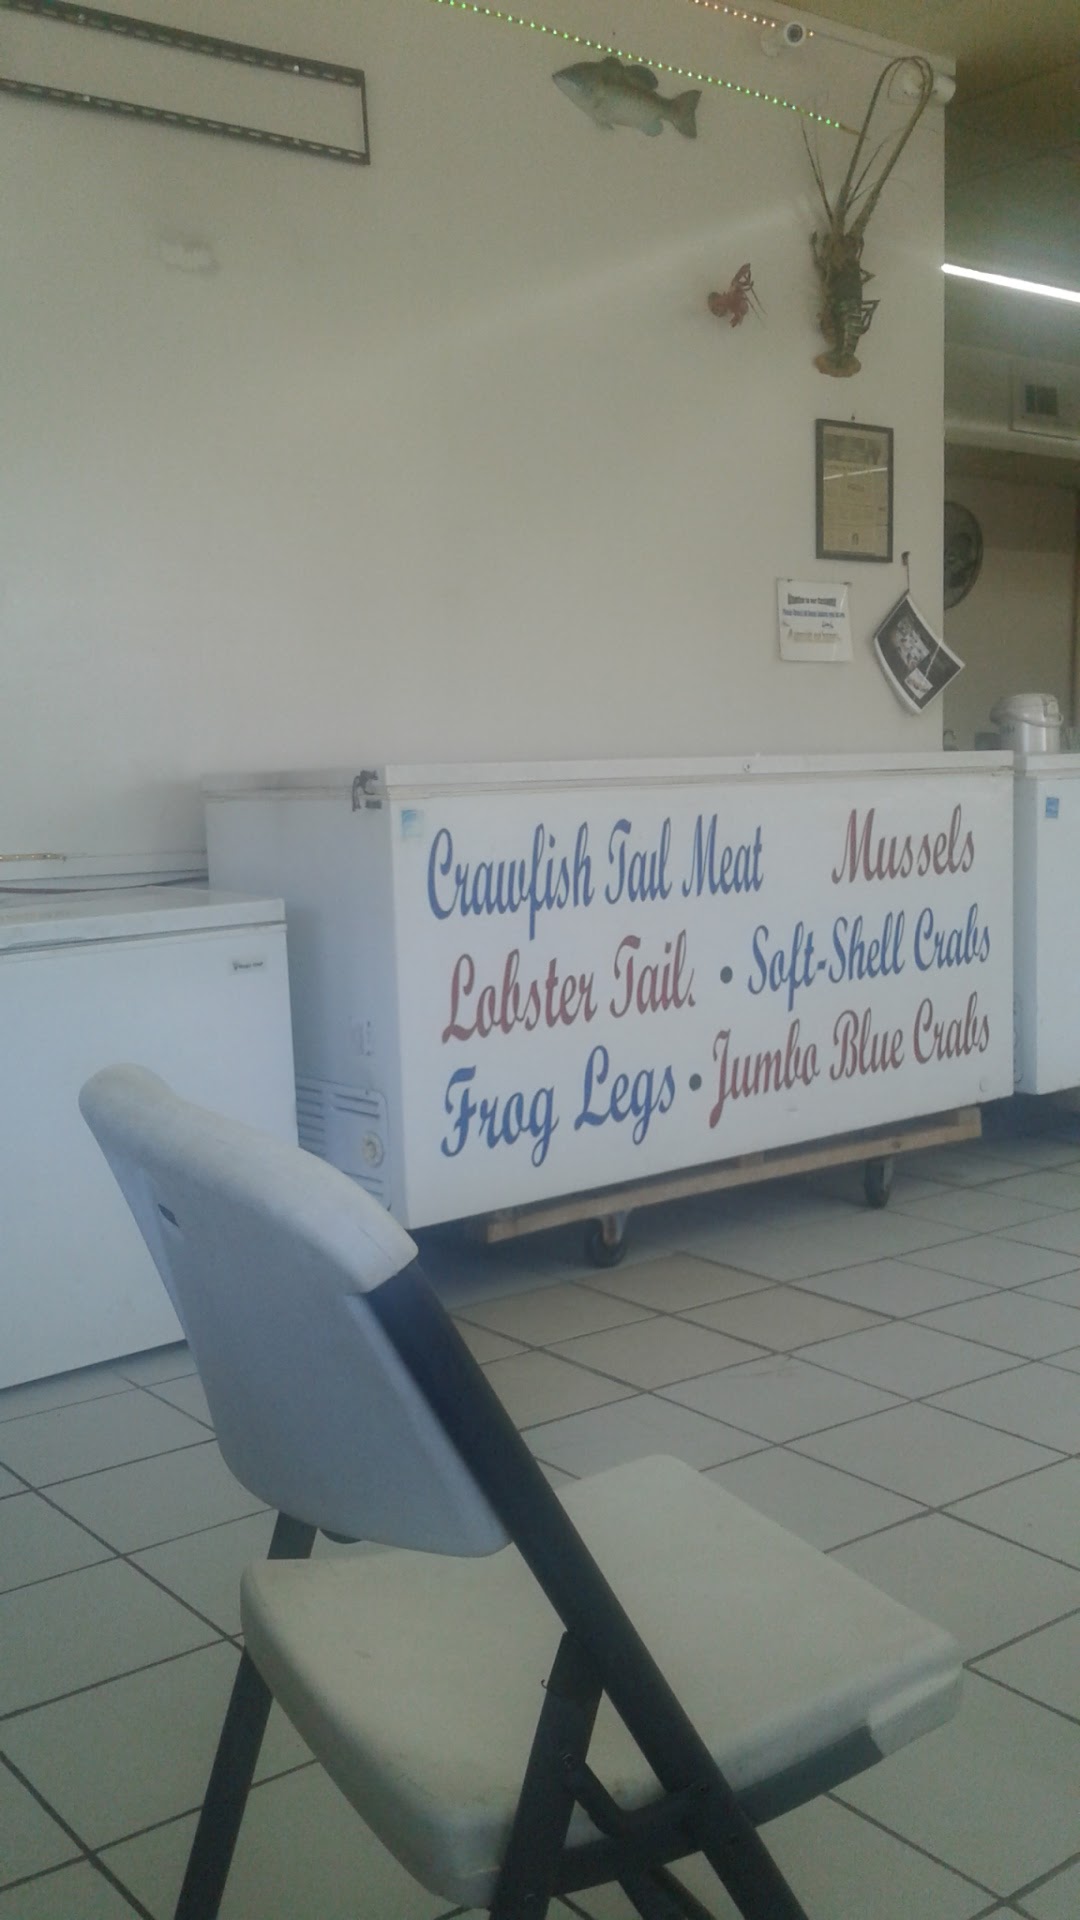 Crawfish Tail Meat Mussels
Lobster Tail. • Soft-Shell Crabs
Frog Legs • Jumbo Blue Crabs